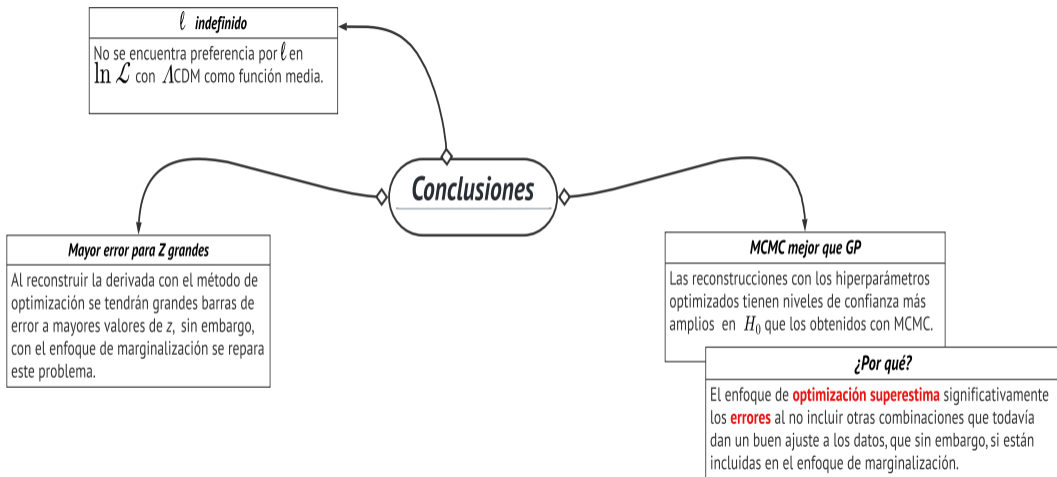 ℓ indefinido
No se encuentra preferencia por ℓ en
ln ℒ con ΛCDM como función media.
Conclusiones
Mayor error para Z grandes
Al reconstruir la derivada con el método de
optimización se tendrán grandes barras de
error a mayores valores de z, sin embargo,
con el enfoque de marginalización se repara
este problema.
MCMC mejor que GP
Las reconstrucciones con los hiperparámetros
optimizados tienen niveles de confianza más
amplios en H₀ que los obtenidos con MCMC.
¿Por qué?
El enfoque de optimización superestima significativamente
los errores al no incluir otras combinaciones que todavía
dan un buen ajuste a los datos, que sin embargo, si están
incluidas en el enfoque de marginalización.